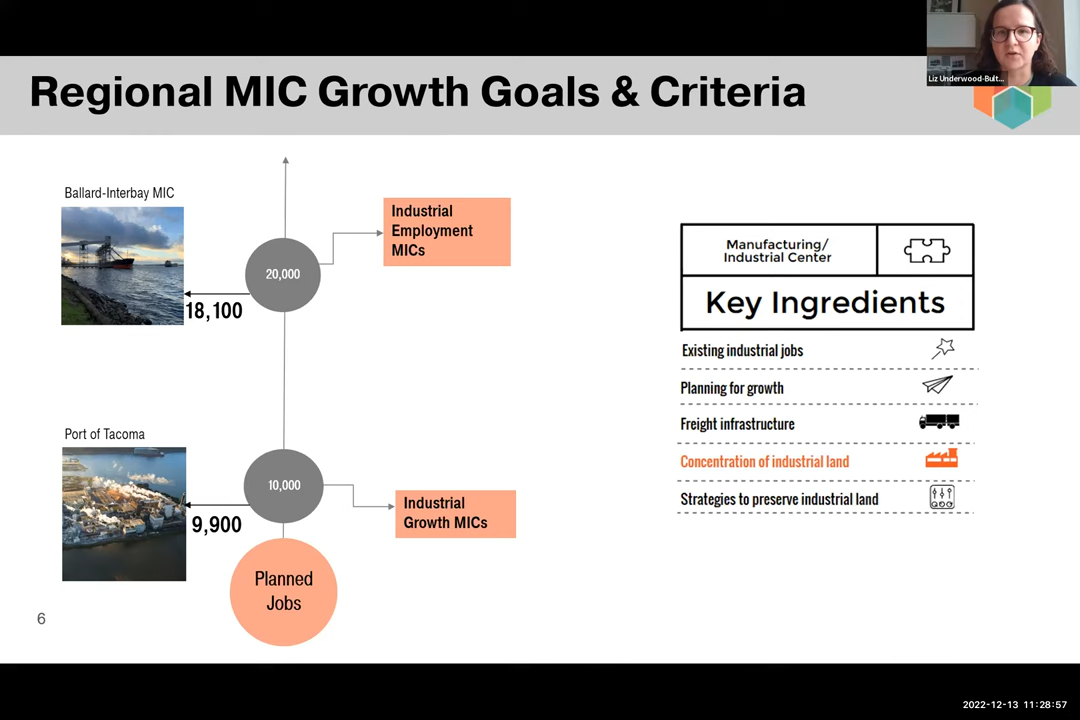 Liz Underwood-Bult...
Regional MIC Growth Goals & Criteria
Ballard-Interbay MIC
Industrial
Employment
MICs
20,000
18,100
Port of Tacoma
10,000
9,900
Industrial
Growth MICs
Planned
Jobs
Manufacturing/
Industrial Center
Key Ingredients
Existing industrial jobs
Planning for growth
Freight infrastructure
Concentration of industrial land
Strategies to preserve industrial land
6
2022-12-13 11:28:57